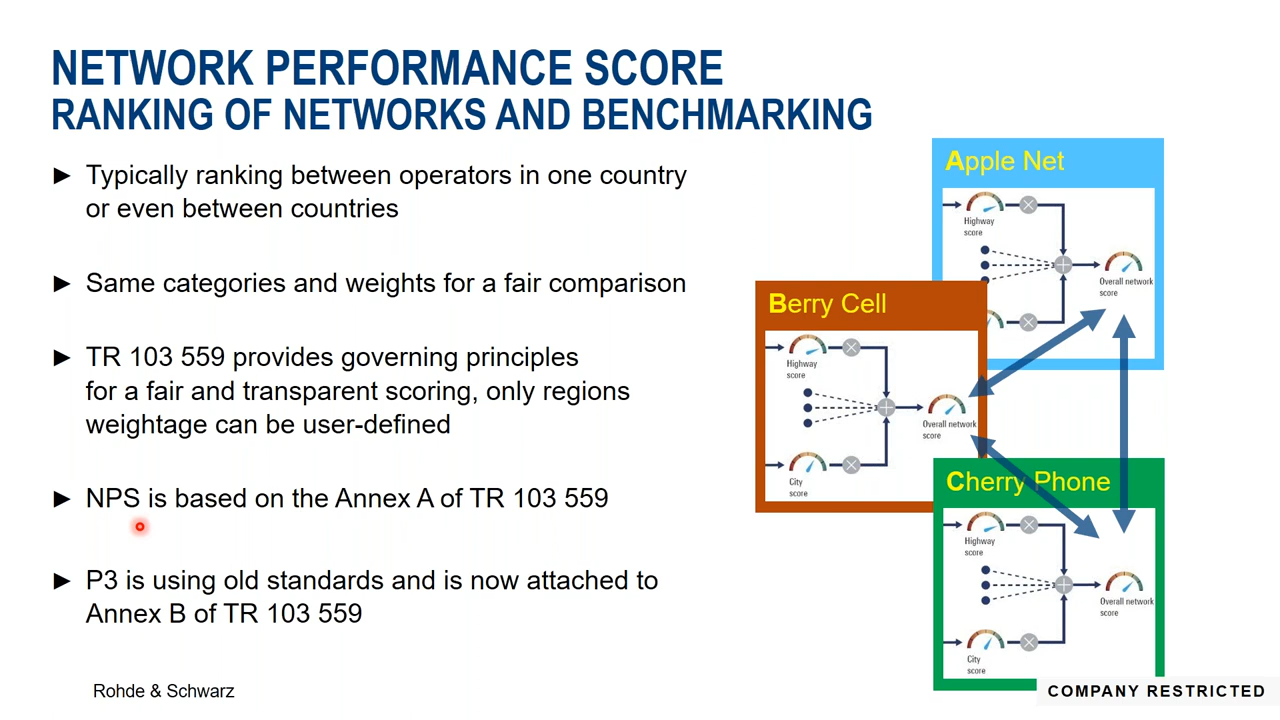 NETWORK PERFORMANCE SCORE
RANKING OF NETWORKS AND BENCHMARKING
► Typically ranking between operators in one country
or even between countries
► Same categories and weights for a fair comparison
► TR 103 559 provides governing principles
for a fair and transparent scoring, only regions
weightage can be user-defined
► NPS is based on the Annex A of TR 103 559
► P3 is using old standards and is now attached to
Annex B of TR 103 559
Apple Net
Highway
score
Overall network
score
Berry Cell
Highway
score
Overall network
score
City
score
Cherry Phone
Highway
score
Overall network
score
City
score
Rohde & Schwarz
COMPANY RESTRICTED